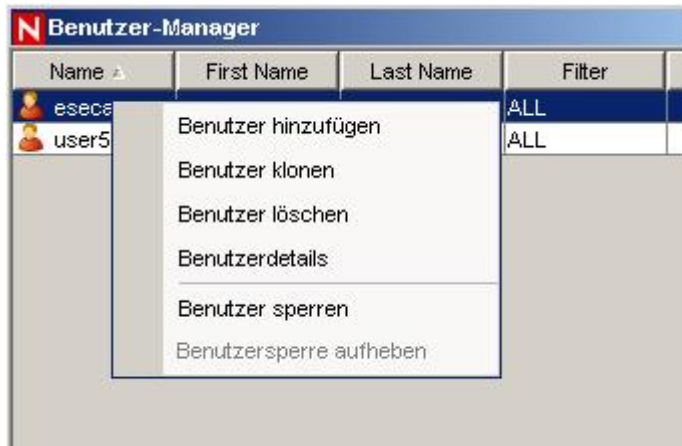 Benutzer-Manager
Name First Name Last Name Filter
ALL
user5 ALL
Benutzer hinzufügen
Benutzer klonen
Benutzer löschen
Benutzerdetails
Benutzer sperren
Benutzersperre aufheben